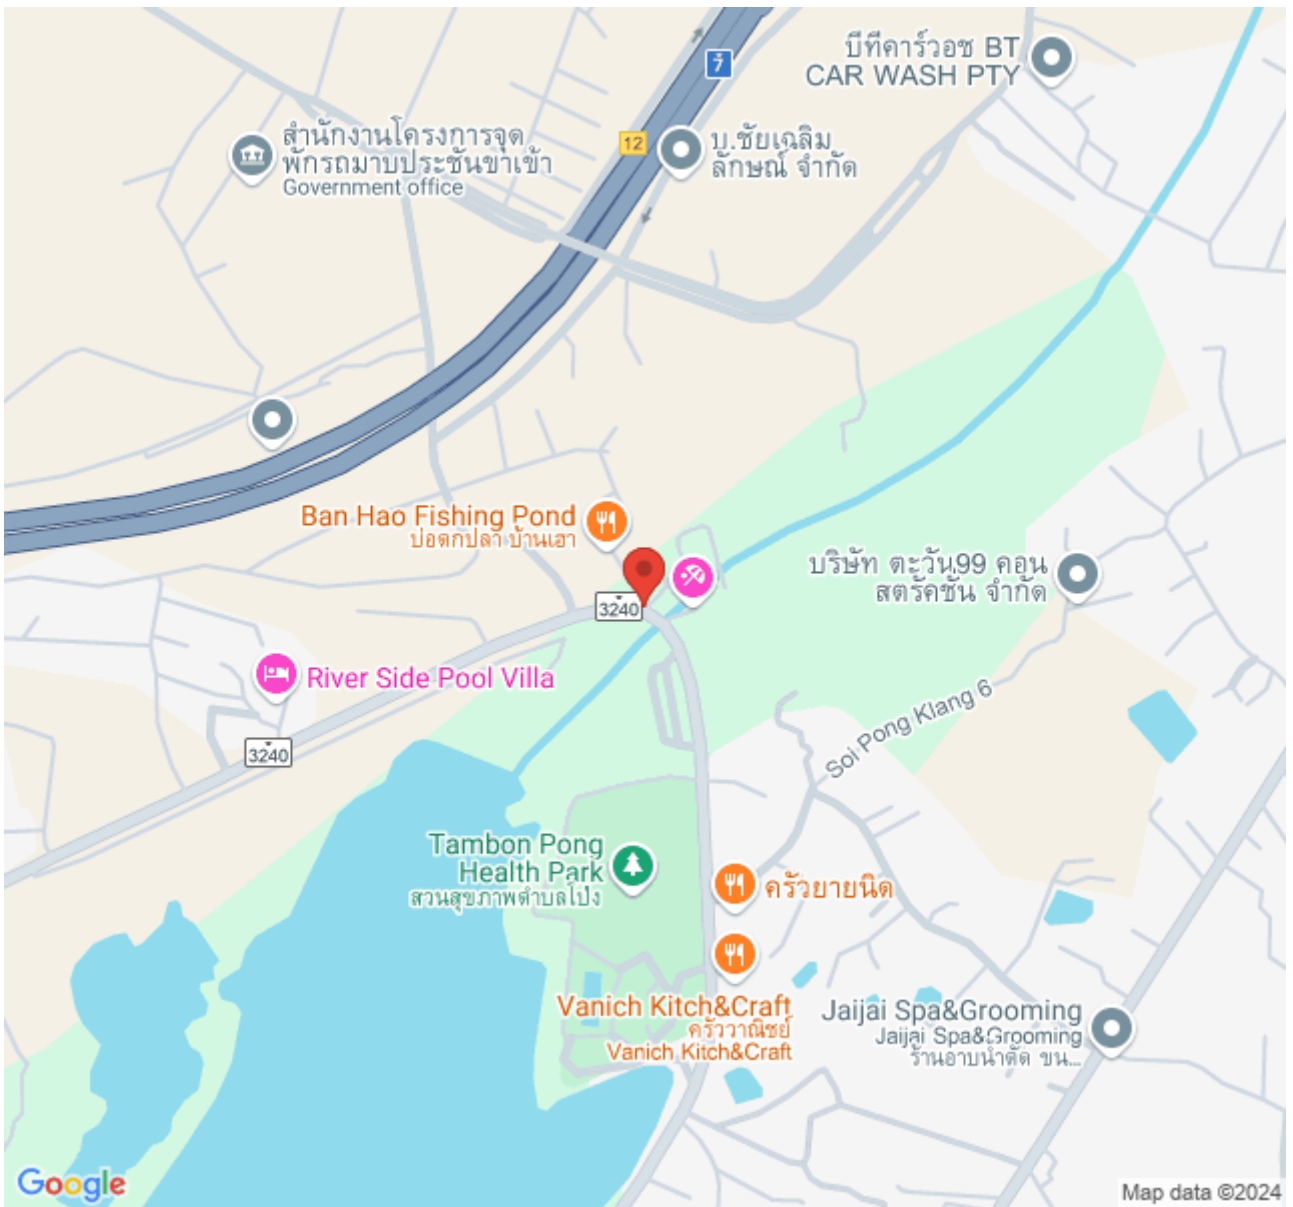 บีทีคาร์วอช BT
CAR WASH PTY
7
12
บ.ชัยเฉลิม
ลักษณ์ จำกัด
สำนักงานโครงการจุด
พักรถมาบประชันขาเข้า
Government office
Ban Hao Fishing Pond
บ่อตกปลา บ้านเฮา
บริษัท ตะวัน99 คอน
สตรัคชั่น จำกัด
3240
River Side Pool Villa
Soi Pong Klang 6
3240
Tambon Pong
Health Park
สวนสุขภาพตำบลโป่ง
ครัวยายนิด
Vanich Kitch&Craft
ครัววาณิชย์
Vanich Kitch&Craft
Jaijai Spa&Grooming
Jaijai Spa&Grooming
ร้านอาบน้ำตัด ขน...
Google
Map data ©2024